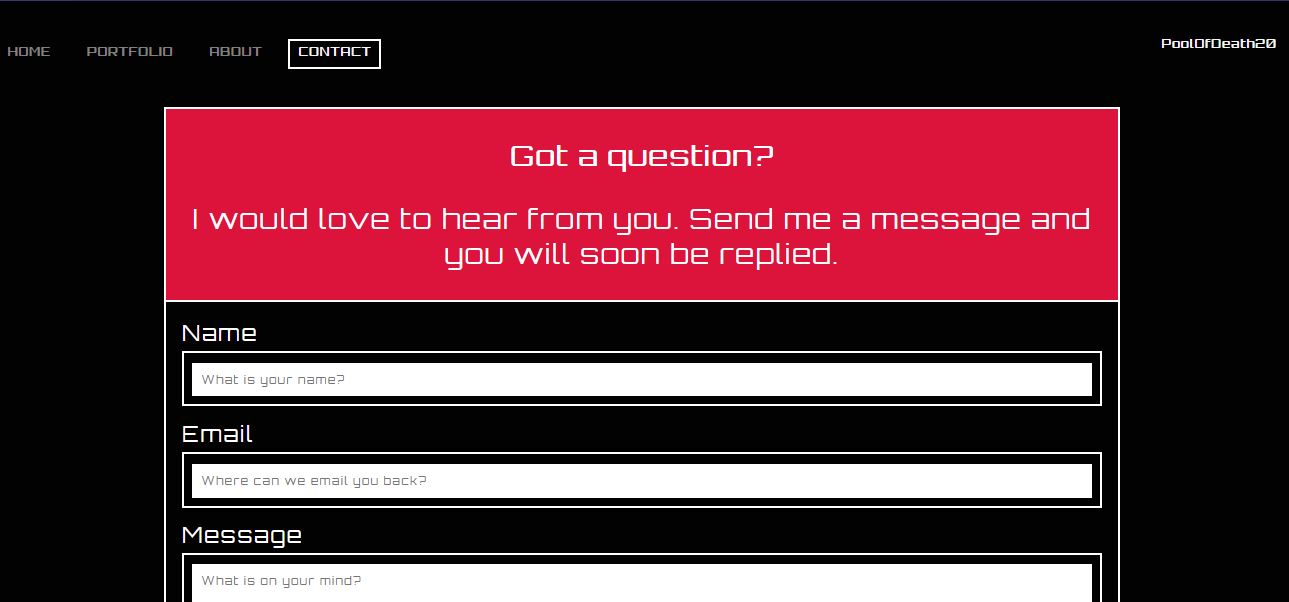 HOME PORTFOLIO ABOUT CONTACT PoolOfDeath20
Got a question?
I would love to hear from you. Send me a message and
you will soon be replied.
Name
What is your name?
Email
Where can we email you back?
Message
What is on your mind?